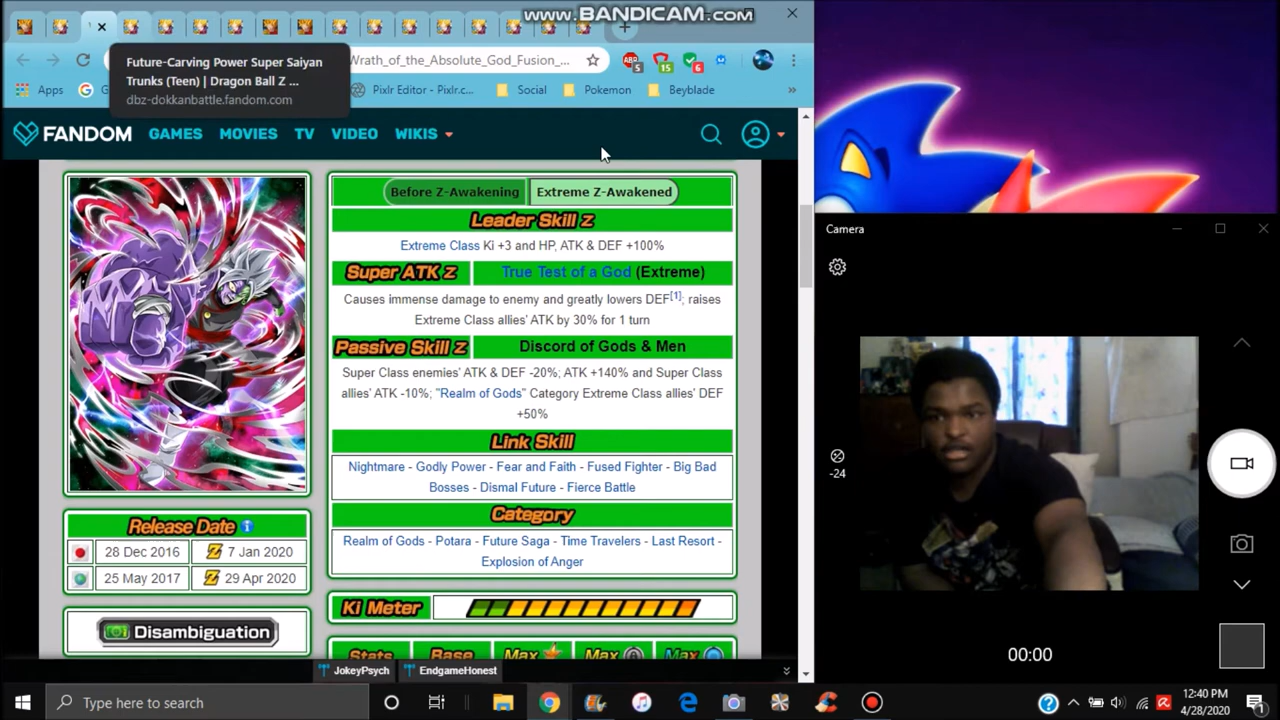 www.BANDICAM.com
Future-Carving Power Super Saiyan
Trunks (Teen) | Dragon Ball Z ...
dbz-dokkanbattle.fandom.com
Wrath_of_the_Absolute_God_Fusion_...
ABP
5
15
6
Apps
G
Pixlr Editor - Pixlr.c...
Social
Pokemon
Beyblade
»
FANDOM
GAMES
MOVIES
TV
VIDEO
WIKIS
Before Z-Awakening
Extreme Z-Awakened
Leader Skill Z
Extreme Class Ki +3 and HP, ATK & DEF +100%
Super ATK Z
True Test of a God (Extreme)
Causes immense damage to enemy and greatly lowers DEF[1]; raises
Extreme Class allies' ATK by 30% for 1 turn
Passive Skill Z
Discord of Gods & Men
Super Class enemies' ATK & DEF -20%; ATK +140% and Super Class
allies' ATK -10%; "Realm of Gods" Category Extreme Class allies' DEF
+50%
Link Skill
Nightmare - Godly Power - Fear and Faith - Fused Fighter - Big Bad
Bosses - Dismal Future - Fierce Battle
Category
Realm of Gods - Potara - Future Saga - Time Travelers - Last Resort -
Explosion of Anger
Release Date
28 Dec 2016
Z 7 Jan 2020
25 May 2017
Z 29 Apr 2020
Disambiguation
Ki Meter
Stats
Base
Max
Max
Max
JokeyPsych
EndgameHonest
Camera
-24
00:00
Type here to search
12:40 PM
4/28/2020
1